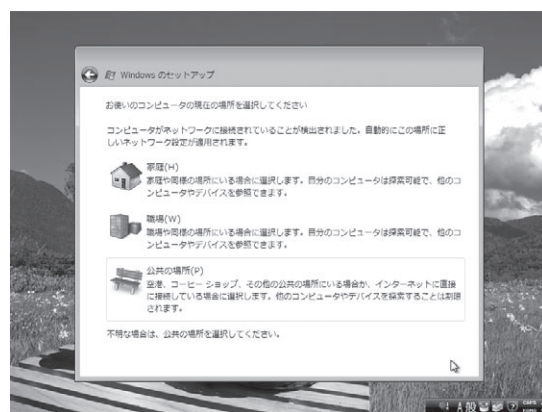 Windows のセットアップ
お使いのコンピュータの現在の場所を選択してください
コンピュータがネットワークに接続されていることが検出されました。自動的にこの場所に正
しいネットワーク設定が適用されます。
家庭(H)
家庭や同様の場所にいる場合に選択します。自分のコンピュータは探索可能で、他のコ
ンピュータやデバイスを参照できます。
職場(W)
職場や同様の場所にいる場合に選択します。自分のコンピュータは探索可能で、他のコ
ンピュータやデバイスを参照できます。
公共の場所(P)
空港、コーヒー ショップ、その他の公共の場所にいる場合か、インターネットに直接
に接続している場合に選択します。他のコンピュータやデバイスを探索することは制限
されます。
不明な場合は、公共の場所を選択してください。
A 般
CAPS
KANA